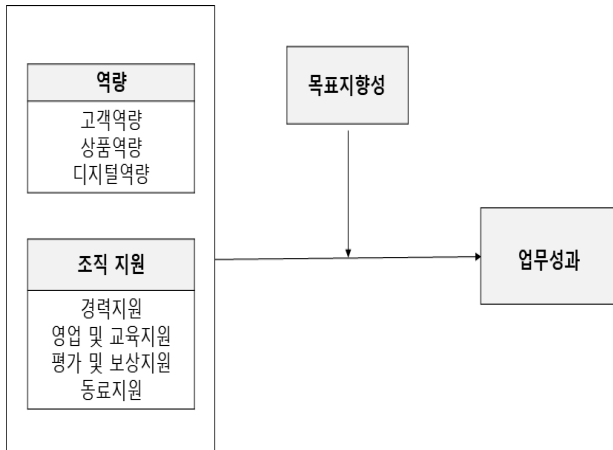 역량
고객역량
상품역량
디지털역량
조직 지원
경력지원
영업 및 교육지원
평가 및 보상지원
동료지원
목표지향성
업무성과